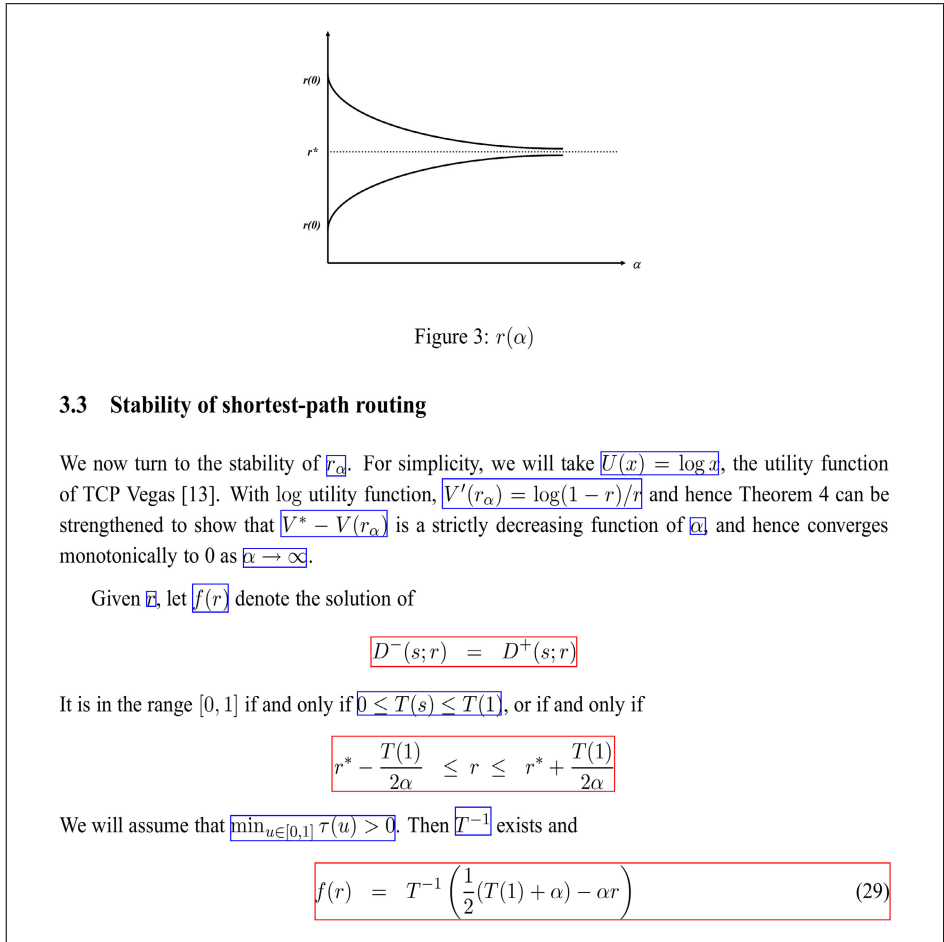 r(0)
r*
r(0)
α
Figure 3: r(α)
3.3 Stability of shortest-path routing
We now turn to the stability of r_α. For simplicity, we will take U(x) = log x, the utility function
of TCP Vegas [13]. With log utility function, V′(r_α) = log(1 − r)/r and hence Theorem 4 can be
strengthened to show that V* − V(r_α) is a strictly decreasing function of α, and hence converges
monotonically to 0 as α → ∞.
Given r, let f(r) denote the solution of
D⁻(s; r) = D⁺(s; r)
It is in the range [0, 1] if and only if 0 ≤ T(s) ≤ T(1), or if and only if
r* − T(1)/2α ≤ r ≤ r* + T(1)/2α
We will assume that min_{u∈[0,1]} τ(u) > 0. Then T⁻¹ exists and
f(r) = T⁻¹ (1/2 (T(1) + α) − αr) (29)